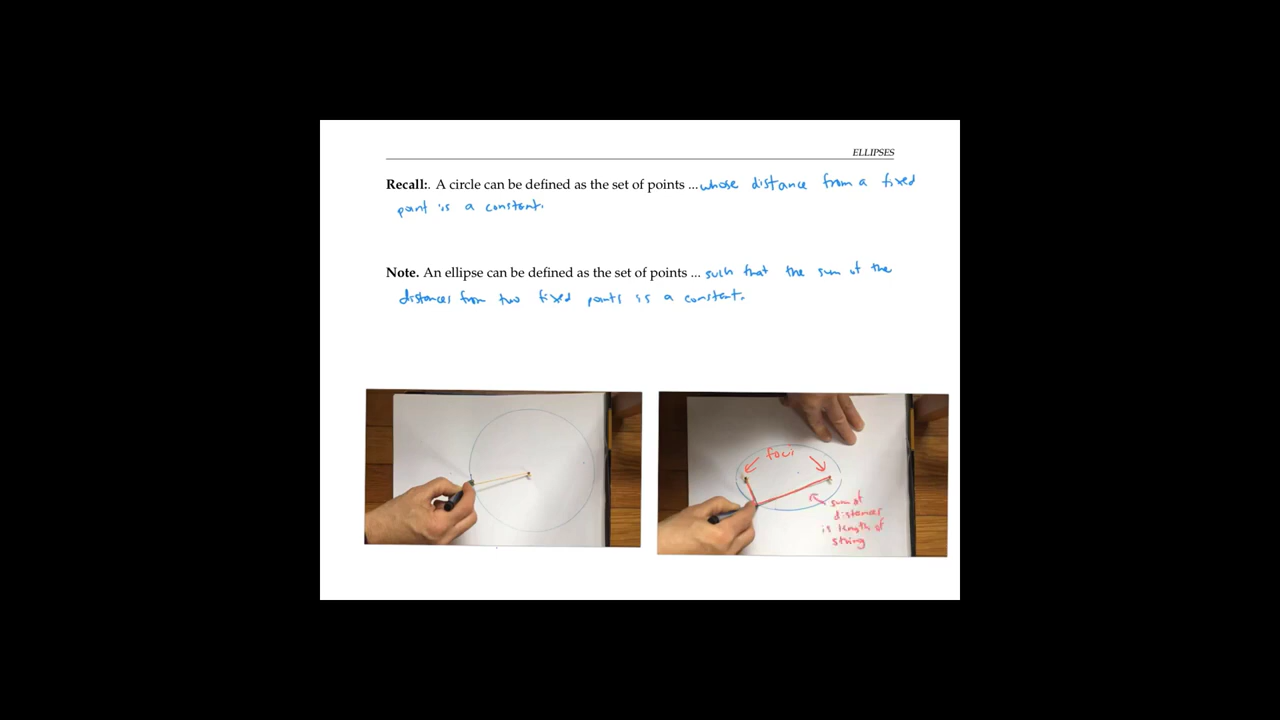 ELLIPSES
Recall:. A circle can be defined as the set of points ... whose distance from a fixed
point is a constant.
Note. An ellipse can be defined as the set of points ... such that the sum of the
distances from two fixed points is a constant.
foci
sum of
distances
is length of
string